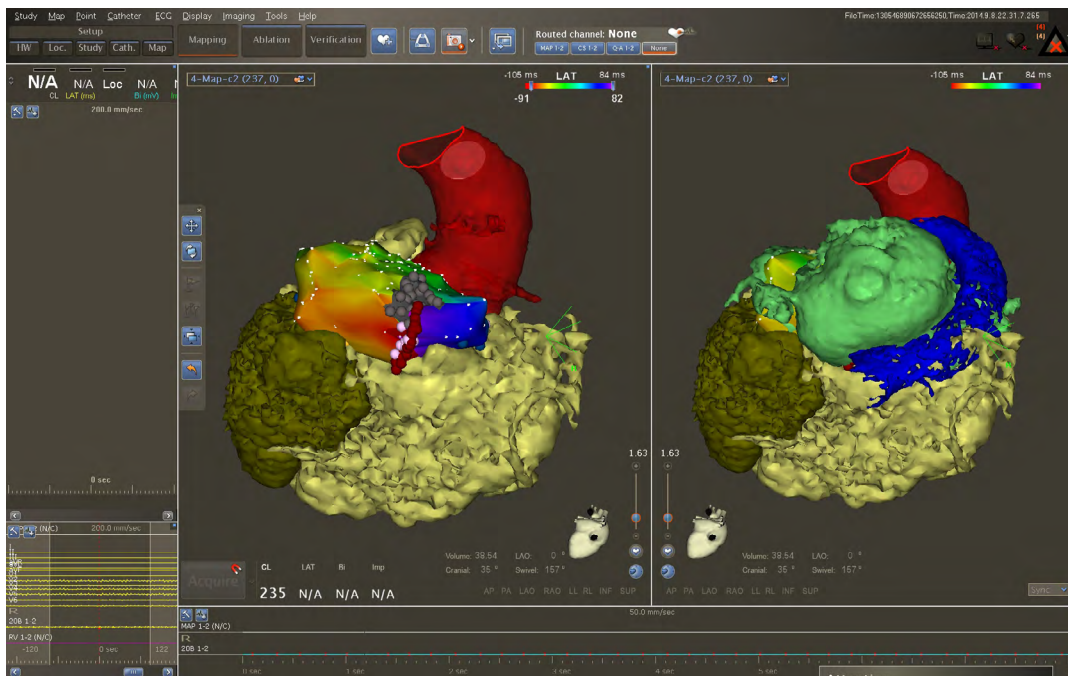 Study Map Point Catheter ECG Display Imaging Tools Help
FileTime:130546890672656250,Time:2014.9.8.22.31.7.265
Setup
HW Loc. Study Cath. Map
Mapping Ablation Verification
Routed channel: None
MAP 1-2 CS 1-2 Q-A 1-2 None
(4)
(4)
N/A N/A Loc N/A
CL LAT (ms) Bi (mV)
200.0 mm/sec
4-Map-c2 (237, 0)
-105 ms LAT 84 ms
-91 82
4-Map-c2 (237, 0)
-105 ms LAT 84 ms
1.63
1.63
0 sec
(N/C) 200.0 mm/sec
V6
R
20B 1-2
RV 1-2 (N/C)
-120 0 sec 122
Volume: 38.54 LAO: 0 °
Cranial: 35 ° Swivel: 157 °
Volume: 38.54 LAO: 0 °
Cranial: 35 ° Swivel: 157 °
Acquire
CL LAT Bi Imp
235 N/A N/A N/A
AP PA LAO RAO LL RL INF SUP
AP PA LAO RAO LL RL INF SUP
Sync
50.0 mm/sec
MAP 1-2 (N/C)
R
20B 1-2
0 sec 1 sec 2 sec 3 sec 4 sec 5 sec